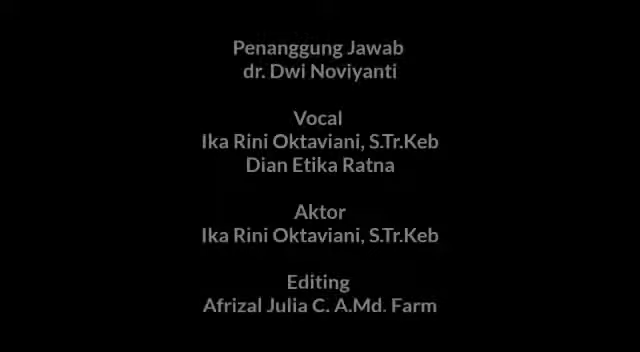 Penanggung Jawab
dr. Dwi Noviyanti
Vocal
Ika Rini Oktaviani, S.Tr.Keb
Dian Etika Ratna
Aktor
Ika Rini Oktaviani, S.Tr.Keb
Editing
Afrizal Julia C. A.Md. Farm